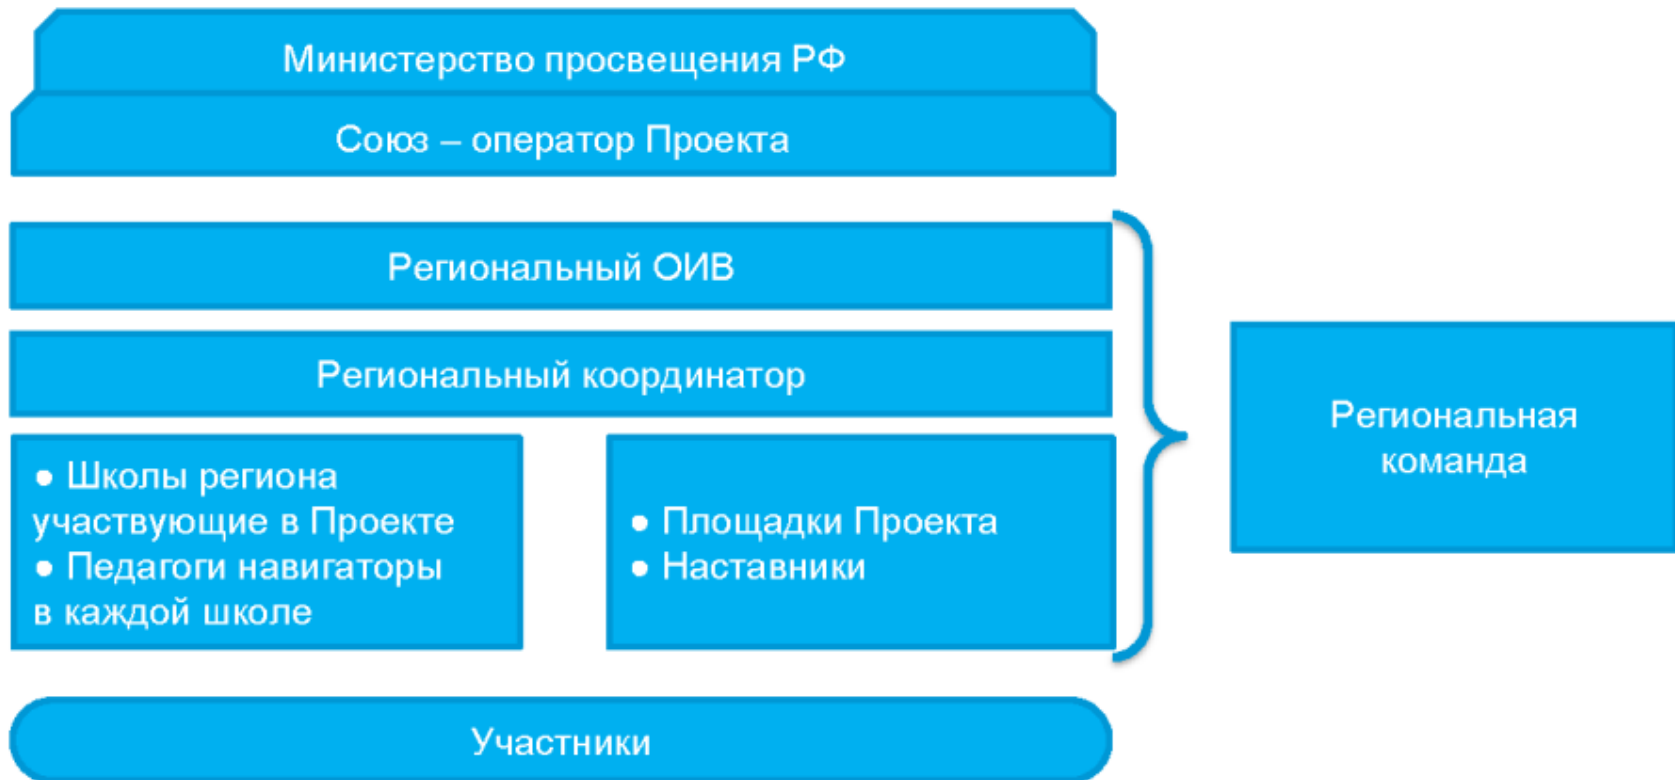 Министерство просвещения РФ
Союз – оператор Проекта
Региональный ОИВ
Региональный координатор
● Школы региона
участвующие в Проекте
● Педагоги навигаторы
в каждой школе
● Площадки Проекта
● Наставники
Региональная
команда
Участники